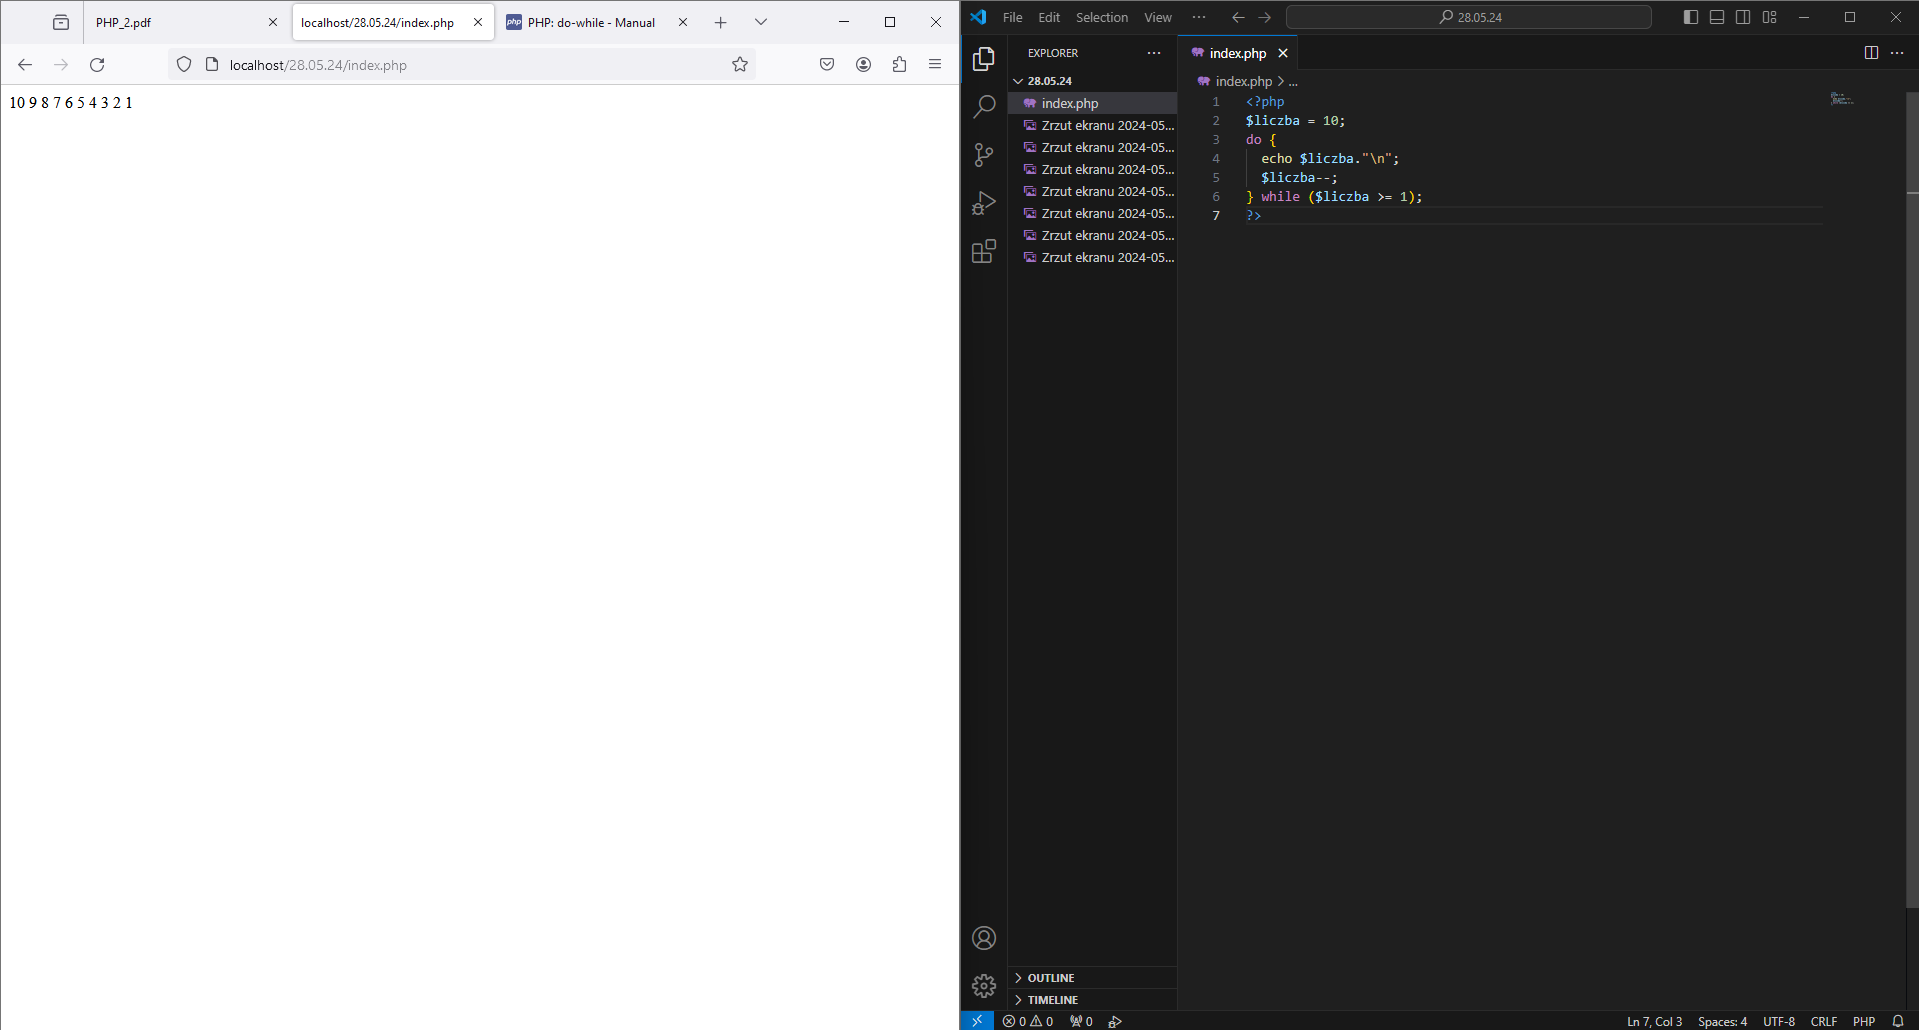 PHP_2.pdf
localhost/28.05.24/index.php
php PHP: do-while - Manual
localhost/28.05.24/index.php
10 9 8 7 6 5 4 3 2 1
File Edit Selection View ...
28.05.24
EXPLORER
28.05.24
index.php
Zrzut ekranu 2024-05...
Zrzut ekranu 2024-05...
Zrzut ekranu 2024-05...
Zrzut ekranu 2024-05...
Zrzut ekranu 2024-05...
Zrzut ekranu 2024-05...
Zrzut ekranu 2024-05...
OUTLINE
TIMELINE
index.php
index.php > ...
1 <?php
2 $liczba = 10;
3 do {
4 echo $liczba."\n";
5 $liczba--;
6 } while ($liczba >= 1);
7 ?>
0 0 0
Ln 7, Col 3 Spaces: 4 UTF-8 CRLF PHP